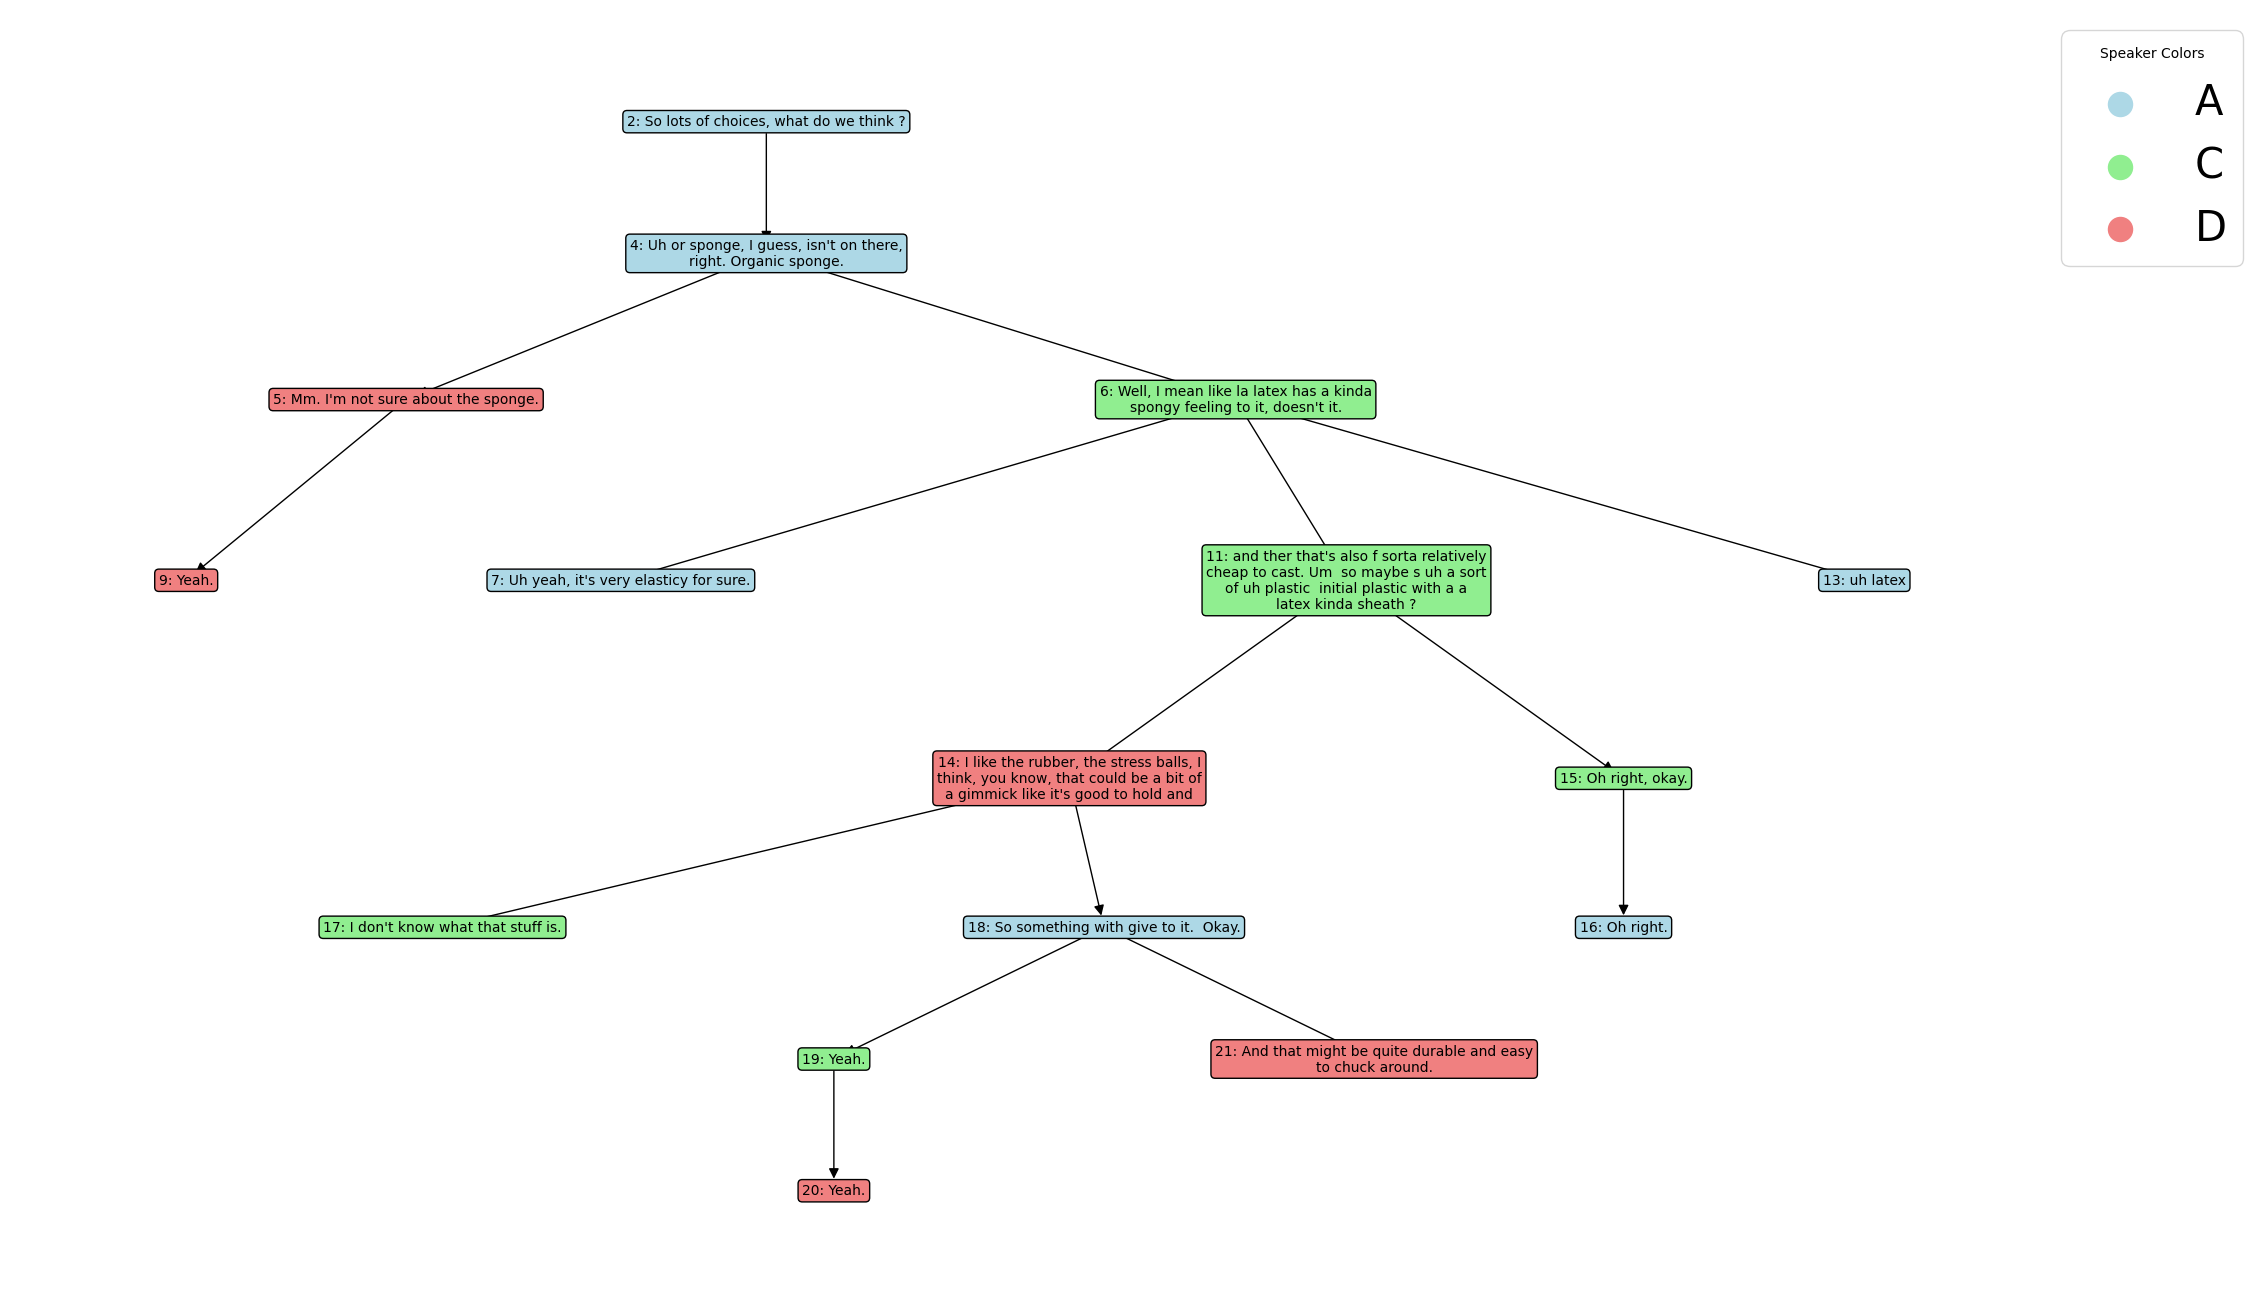 Speaker Colors
A
C
D
2: So lots of choices, what do we think ?
4: Uh or sponge, I guess, isn't on there,
right. Organic sponge.
5: Mm. I'm not sure about the sponge.
6: Well, I mean like la latex has a kinda
spongy feeling to it, doesn't it.
9: Yeah.
7: Uh yeah, it's very elasticy for sure.
11: and ther that's also f sorta relatively
cheap to cast. Um  so maybe s uh a sort
of uh plastic  initial plastic with a a
latex kinda sheath ?
13: uh latex
14: I like the rubber, the stress balls, I
think, you know, that could be a bit of
a gimmick like it's good to hold and
15: Oh right, okay.
17: I don't know what that stuff is.
18: So something with give to it.  Okay.
16: Oh right.
19: Yeah.
21: And that might be quite durable and easy
to chuck around.
20: Yeah.